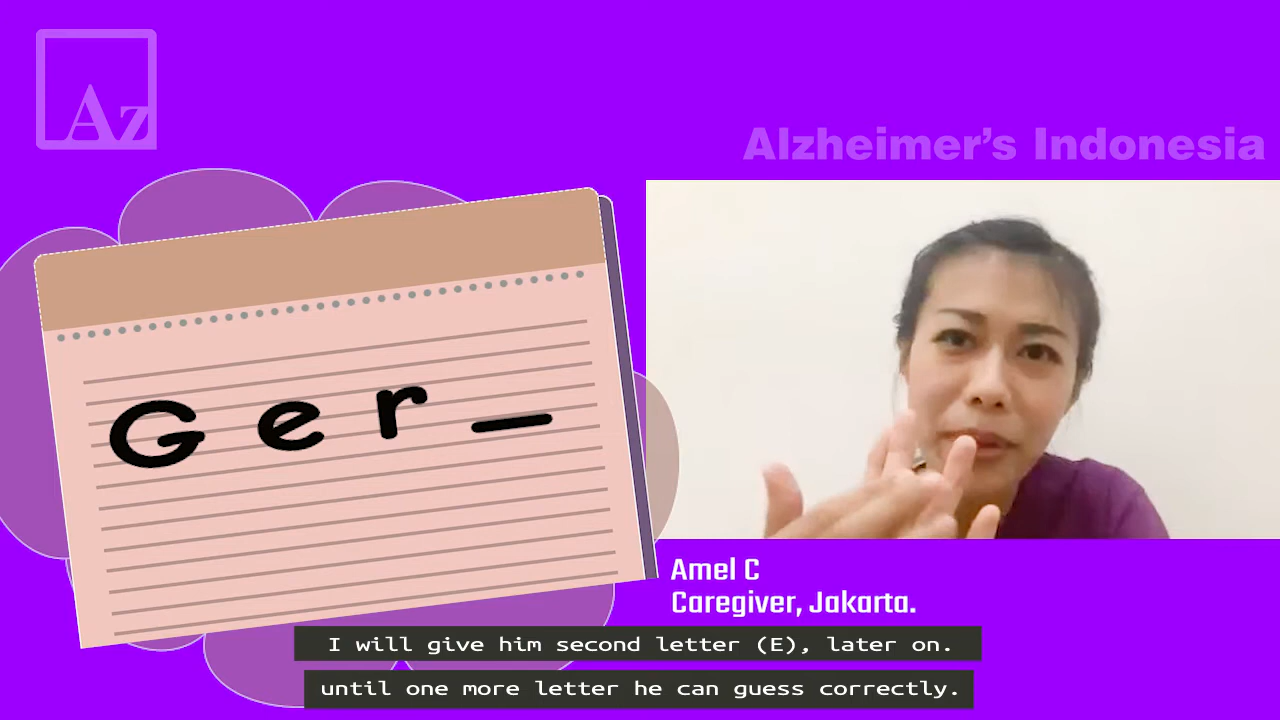 Az
Alzheimer's Indonesia
Ger_
Amel C
Caregiver, Jakarta.
I will give him second letter (E), later on.
until one more letter he can guess correctly.